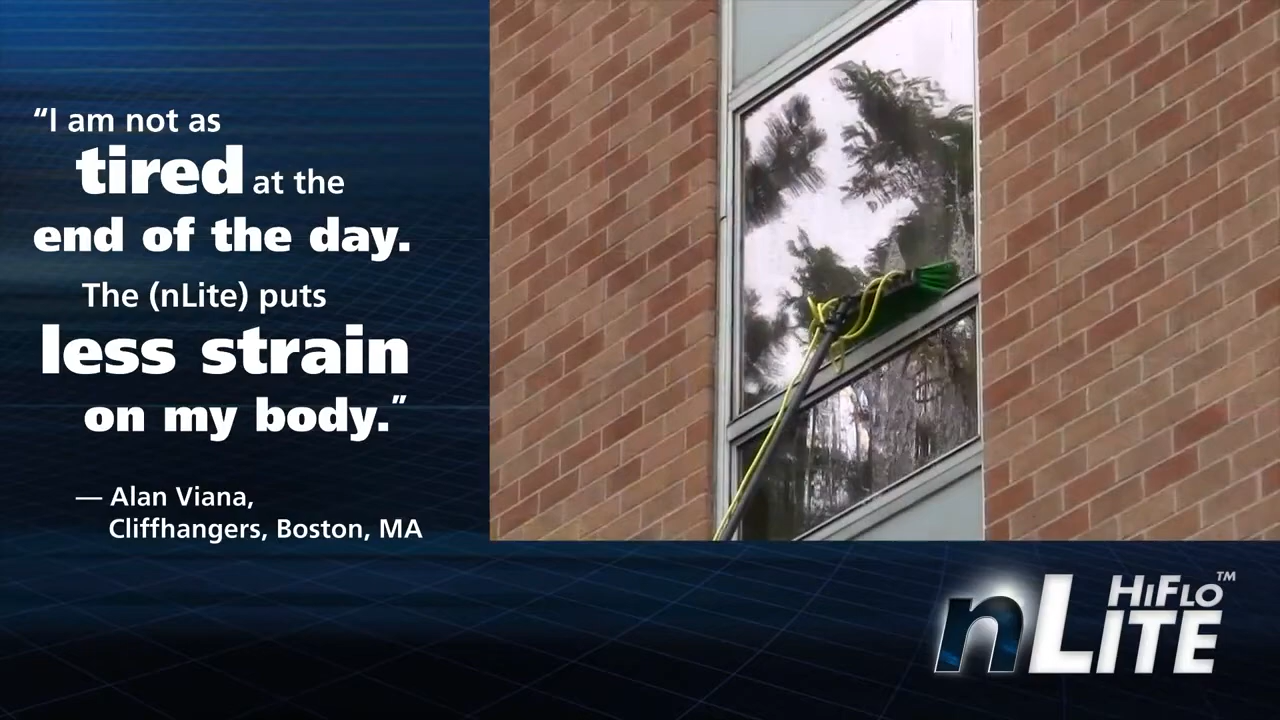 “I am not as
tired at the
end of the day.
The (nLite) puts
less strain
on my body.”
— Alan Viana,
Cliffhangers, Boston, MA
HiFlo™
nLITE